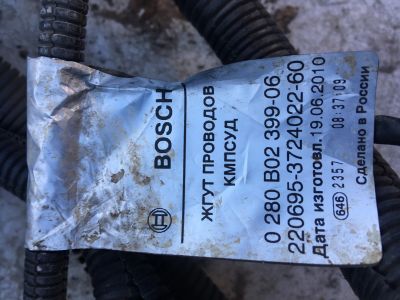 BOSCH
ЖГУТ ПРОВОДОВ
КМПСУД
0 280 B02 399-06
220695-3724022-60
Дата изготовл.19.06.2010
646 2357 08:37:09
Сделано в России